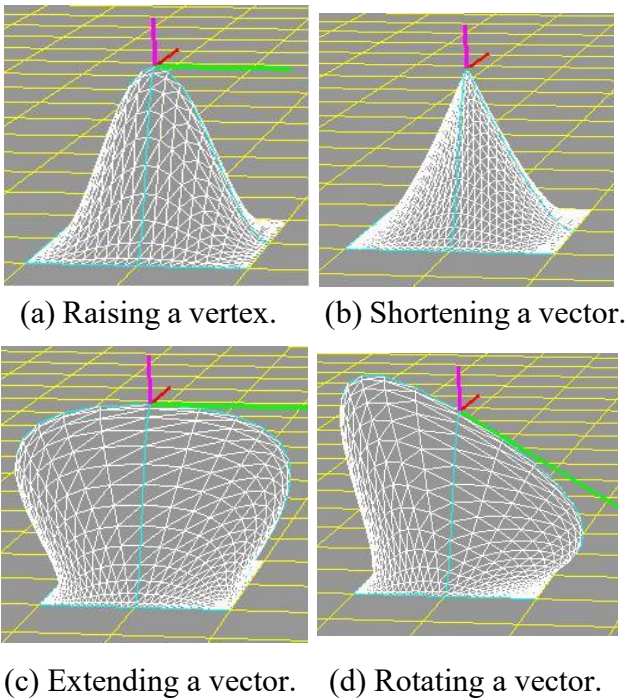 (a) Raising a vertex.
(b) Shortening a vector.
(c) Extending a vector.
(d) Rotating a vector.